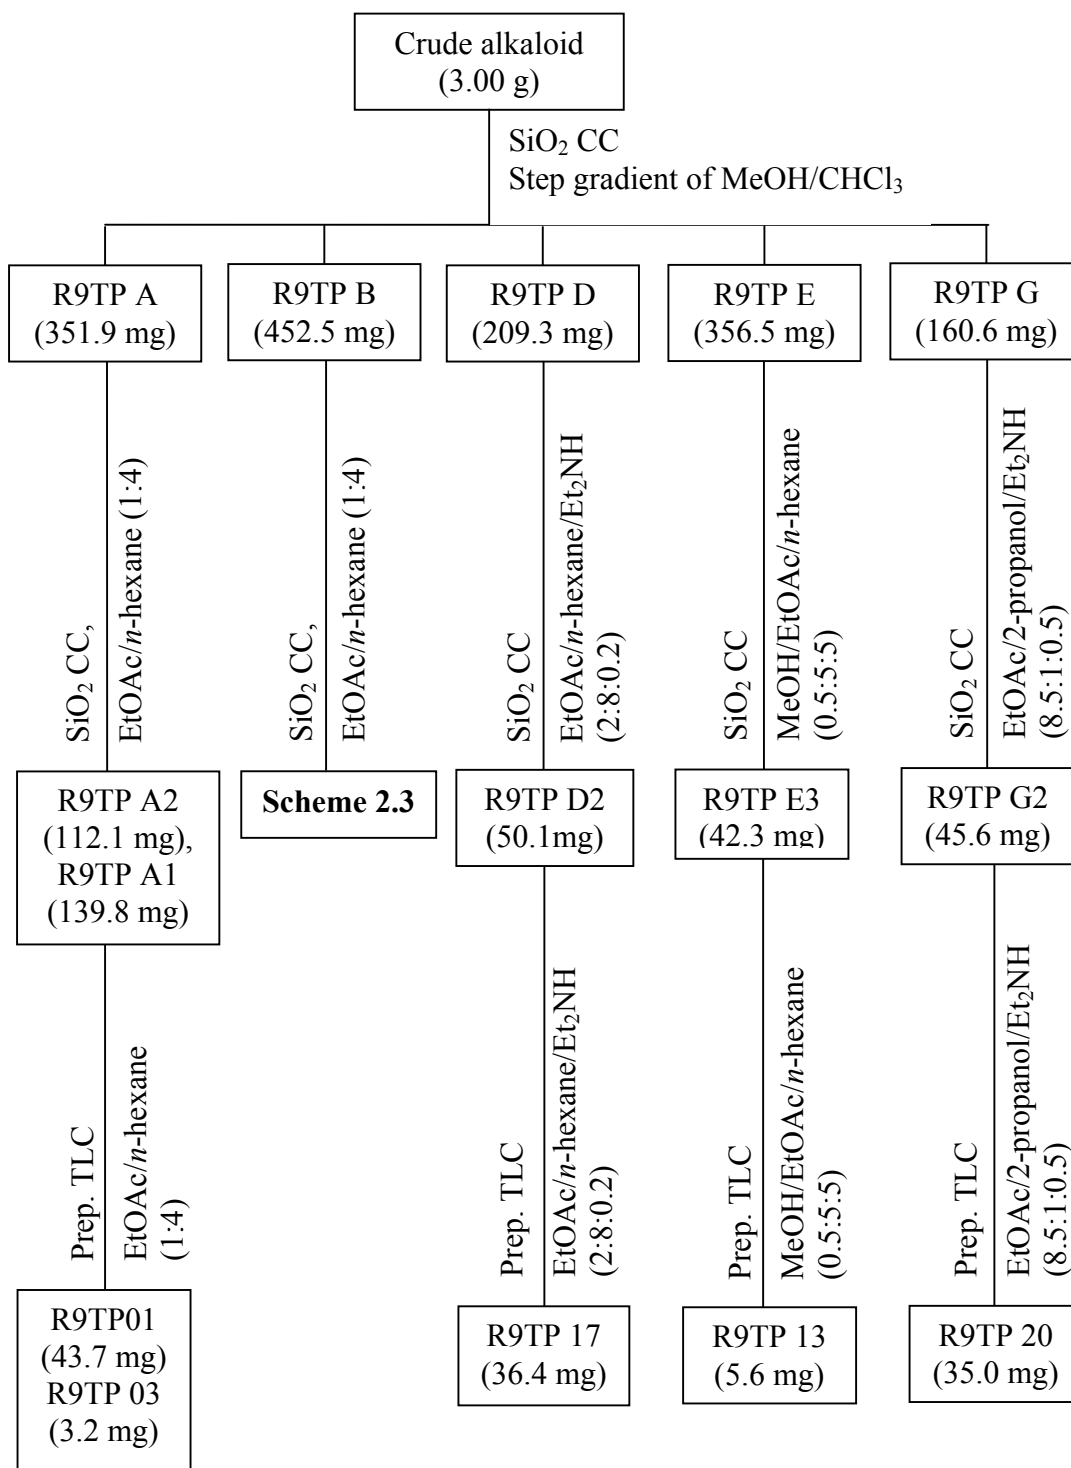 Crude alkaloid
(3.00 g)
SiO₂ CC
Step gradient of MeOH/CHCl₃
R9TP A
(351.9 mg)
R9TP B
(452.5 mg)
R9TP D
(209.3 mg)
R9TP E
(356.5 mg)
R9TP G
(160.6 mg)
SiO₂ CC,
EtOAc/n-hexane (1:4)
SiO₂ CC,
EtOAc/n-hexane (1:4)
SiO₂ CC
EtOAc/n-hexane/Et₂NH
(2:8:0.2)
SiO₂ CC
MeOH/EtOAc/n-hexane
(0.5:5:5)
SiO₂ CC
EtOAc/2-propanol/Et₂NH
(8.5:1:0.5)
R9TP A2
(112.1 mg),
R9TP A1
(139.8 mg)
Scheme 2.3
R9TP D2
(50.1mg)
R9TP E3
(42.3 mg)
R9TP G2
(45.6 mg)
Prep. TLC
EtOAc/n-hexane
(1:4)
Prep. TLC
EtOAc/n-hexane/Et₂NH
(2:8:0.2)
Prep. TLC
MeOH/EtOAc/n-hexane
(0.5:5:5)
Prep. TLC
EtOAc/2-propanol/Et₂NH
(8.5:1:0.5)
R9TP01
(43.7 mg)
R9TP 03
(3.2 mg)
R9TP 17
(36.4 mg)
R9TP 13
(5.6 mg)
R9TP 20
(35.0 mg)